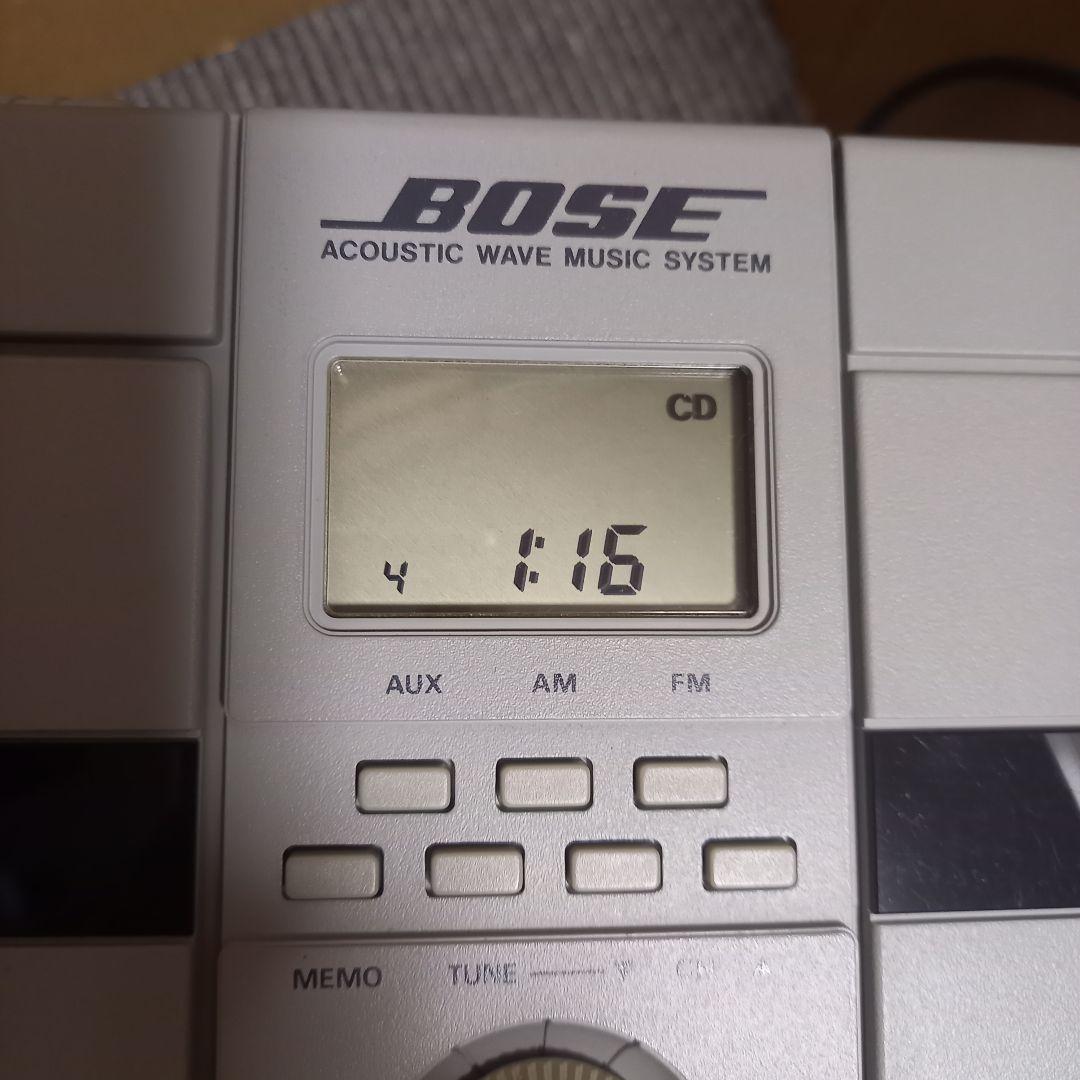 BOSE
ACOUSTIC WAVE MUSIC SYSTEM
CD
4 1:16
AUX AM FM
MEMO TUNE